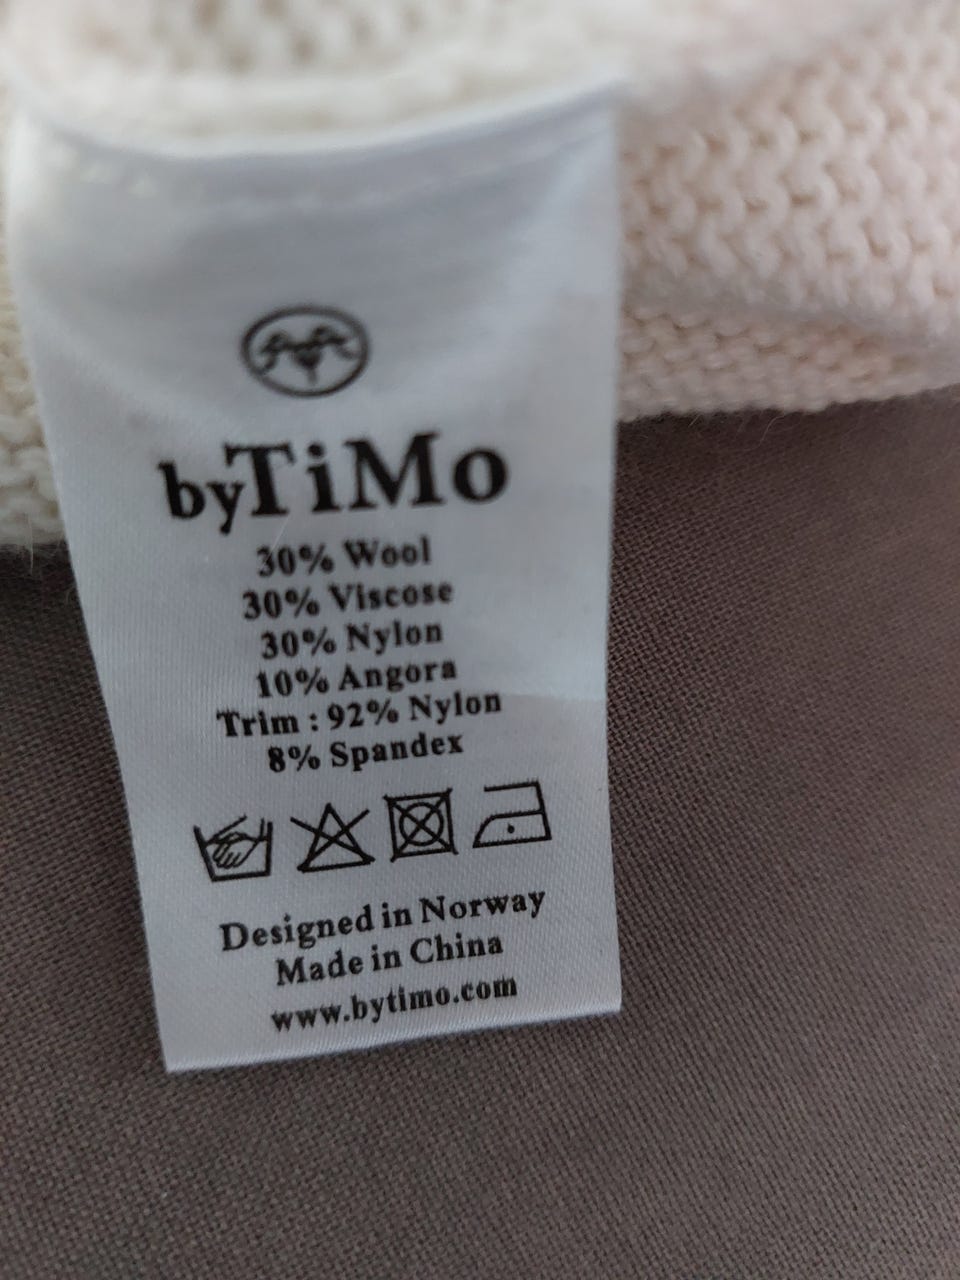 byTiMo
30% Wool
30% Viscose
30% Nylon
10% Angora
Trim : 92% Nylon
8% Spandex
Designed in Norway
Made in China
www.bytimo.com